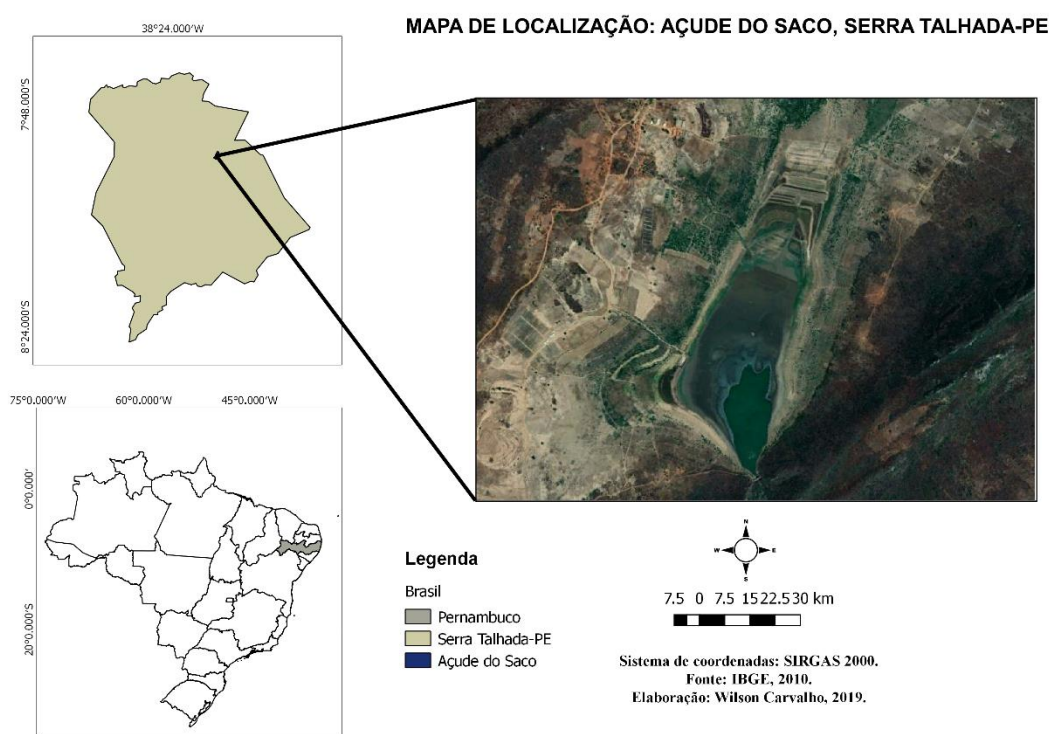 MAPA DE LOCALIZAÇÃO: AÇUDE DO SACO, SERRA TALHADA-PE
38°24.000'W
7°48.000'S
8°24.000'S
75°0.000'W 60°0.000'W 45°0.000'W
0°0.000'
20°0.000'S
Legenda
Brasil
Pernambuco
Serra Talhada-PE
Açude do Saco
N
W E
S
7.5 0 7.5 15 22.5 30 km
Sistema de coordenadas: SIRGAS 2000.
Fonte: IBGE, 2010.
Elaboração: Wilson Carvalho, 2019.